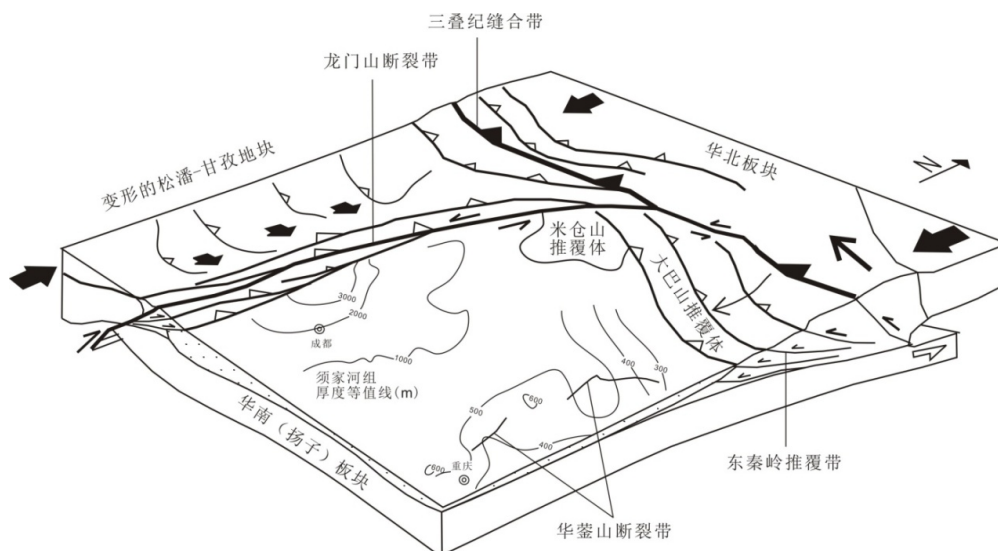 三叠纪缝合带
龙门山断裂带
变形的松潘-甘孜地块
华北板块
N
米仓山
推覆体
大巴山推覆体
3000
2000
成都
1000
须家河组
厚度等值线(m)
400
300
600
500
400
600
重庆
华南（扬子）板块
东秦岭推覆带
华蓥山断裂带